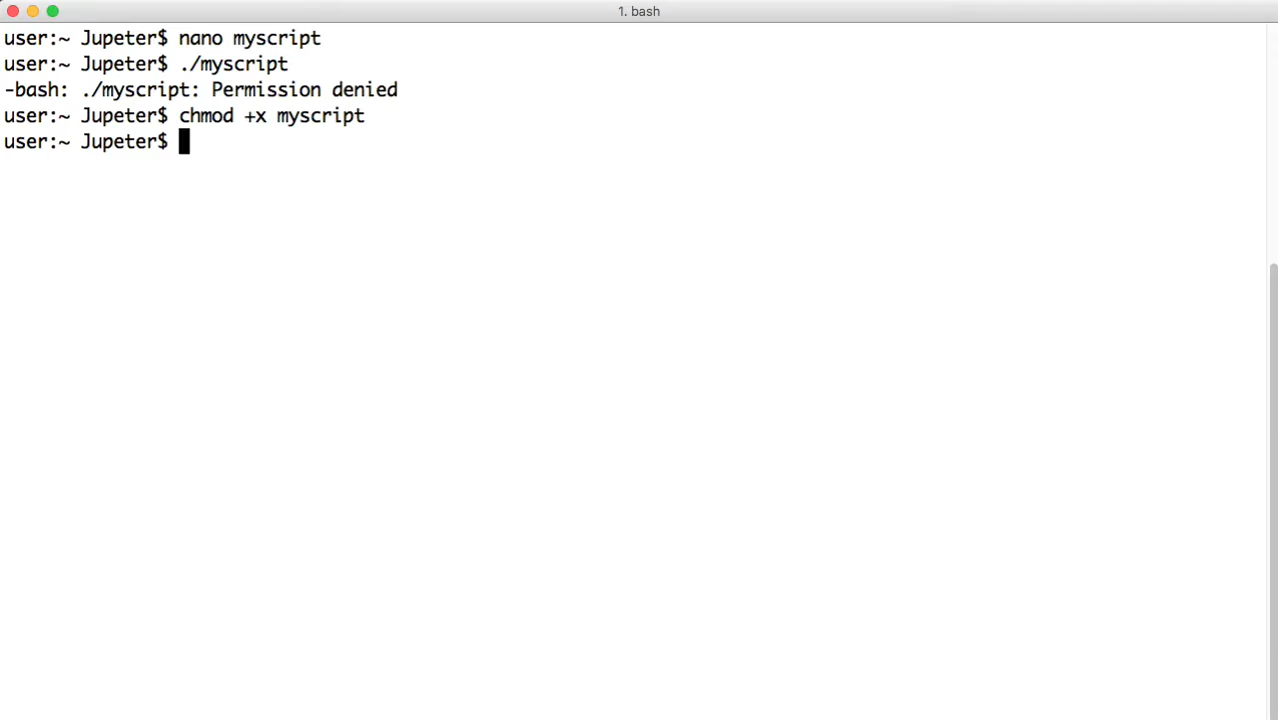 1. bash
user:~ Jupeter$ nano myscript
user:~ Jupeter$ ./myscript
-bash: ./myscript: Permission denied
user:~ Jupeter$ chmod +x myscript
user:~ Jupeter$